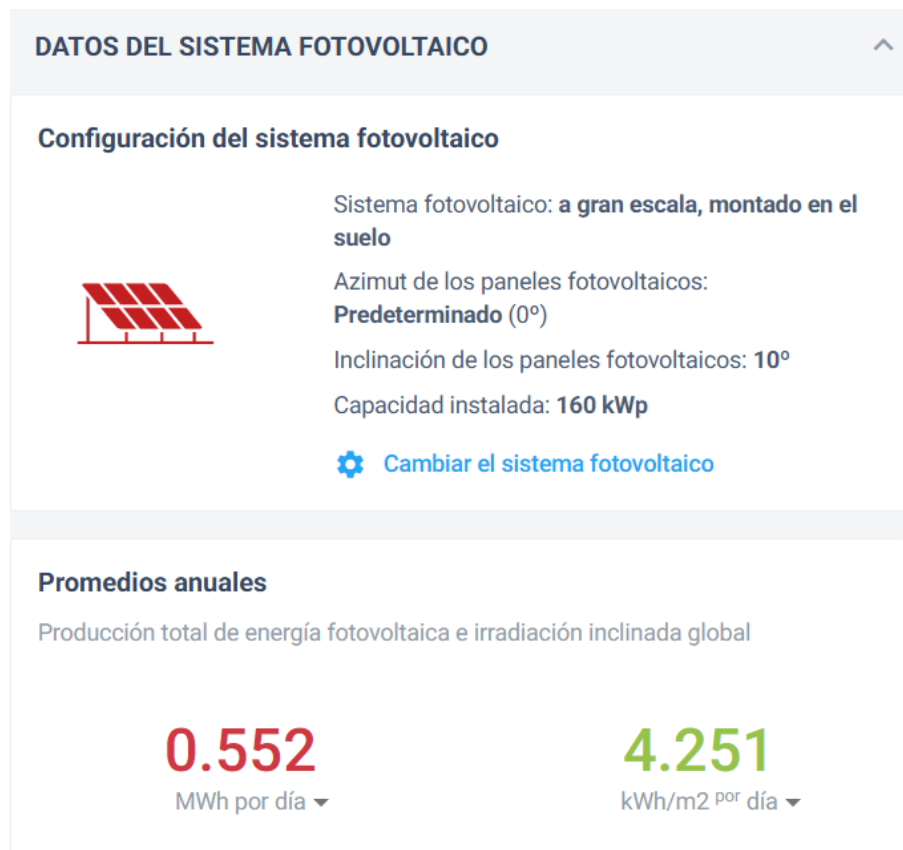 DATOS DEL SISTEMA FOTOVOLTAICO
Configuración del sistema fotovoltaico
Sistema fotovoltaico: a gran escala, montado en el
suelo
Azimut de los paneles fotovoltaicos:
Predeterminado (0º)
Inclinación de los paneles fotovoltaicos: 10º
Capacidad instalada: 160 kWp
Cambiar el sistema fotovoltaico
Promedios anuales
Producción total de energía fotovoltaica e irradiación inclinada global
0.552
MWh por día
4.251
kWh/m2 por día